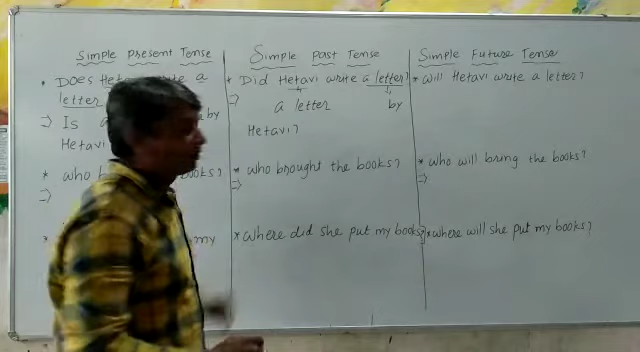 Simple Present Tense
* Does Hetavi write a
letter
⇒ Is a by
Hetavi
* who books?
⇒
* my
Simple Past Tense
* Did Hetavi write a letter?
⇒ a letter by
Hetavi?
* who brought the books?
⇒
* where did she put my books?
Simple Future Tense
* will Hetavi write a letter?
* who will bring the books?
⇒
* where will she put my books?